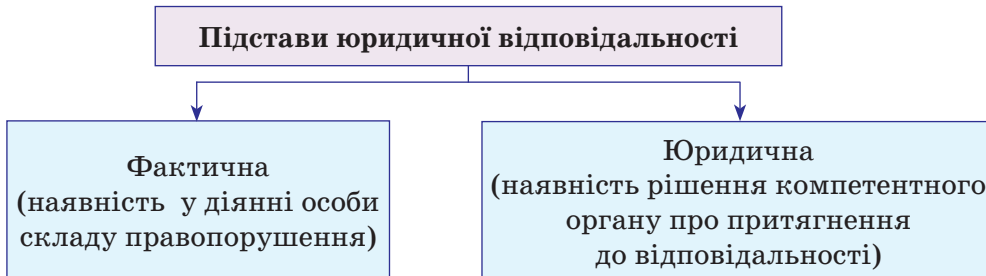 Підстави юридичної відповідальності
Фактична
(наявність у діянні особи
складу правопорушення)
Юридична
(наявність рішення компетентного
органу про притягнення
до відповідальності)